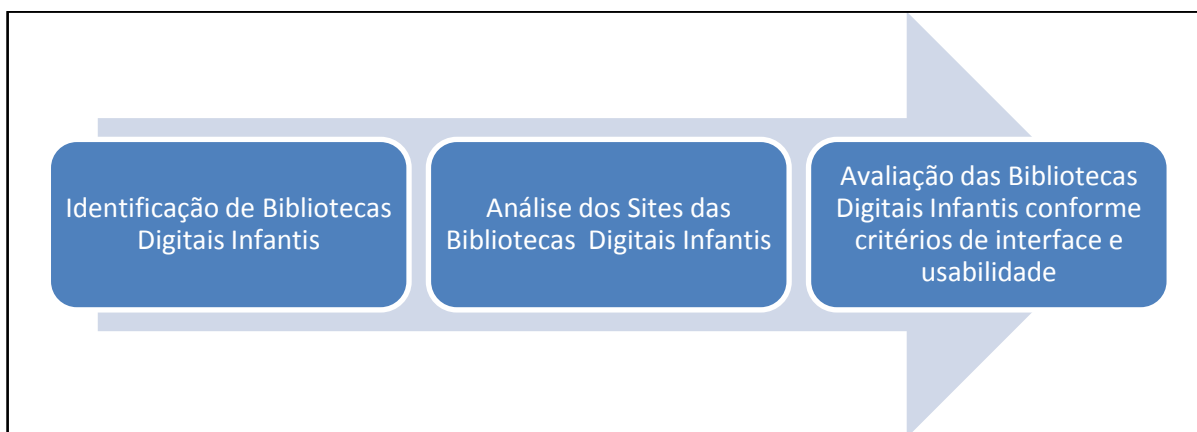 Identificação de Bibliotecas
Digitais Infantis
Análise dos Sites das
Bibliotecas  Digitais Infantis
Avaliação das Bibliotecas
Digitais Infantis conforme
critérios de interface e
usabilidade